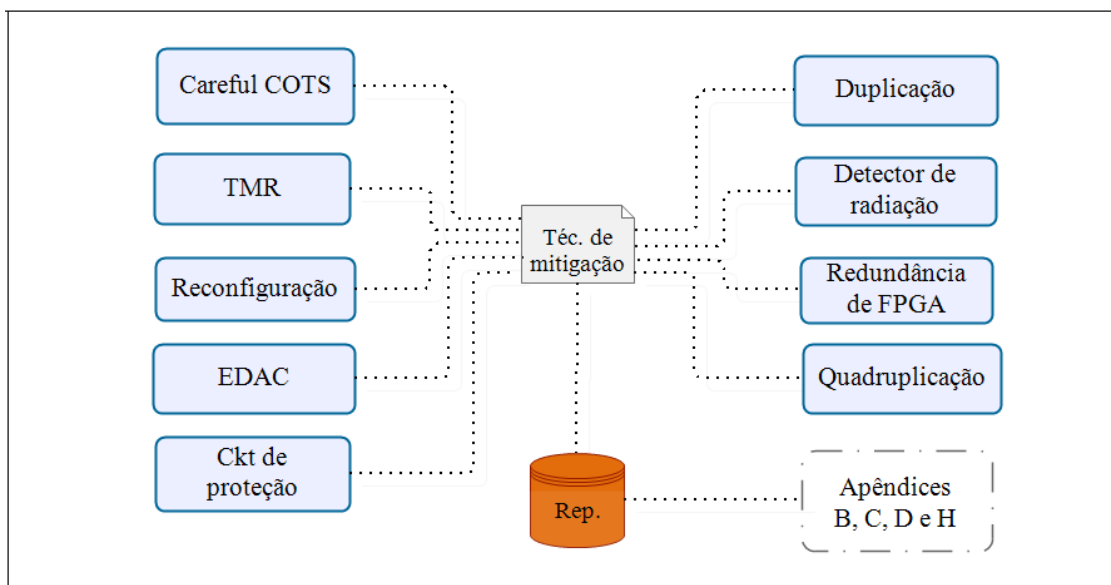 Careful COTS
TMR
Reconfiguração
EDAC
Ckt de
proteção
Téc. de
mitigação
Rep.
Duplicação
Detector de
radiação
Redundância
de FPGA
Quadruplicação
Apêndices
B, C, D e H